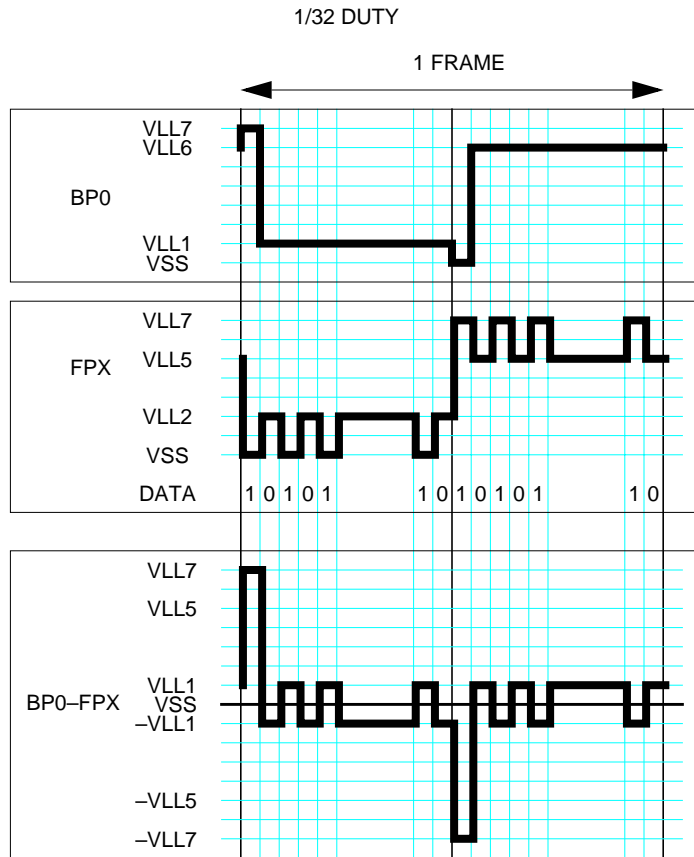 1/32 DUTY
1 FRAME
VLL7
VLL6
BP0
VLL1
VSS
VLL7
FPX
VLL5
VLL2
VSS
DATA 1 0 1 0 1 1 0 1 0 1 0 1 1 0
VLL7
VLL5
VLL1
BP0–FPX
VSS
–VLL1
–VLL5
–VLL7